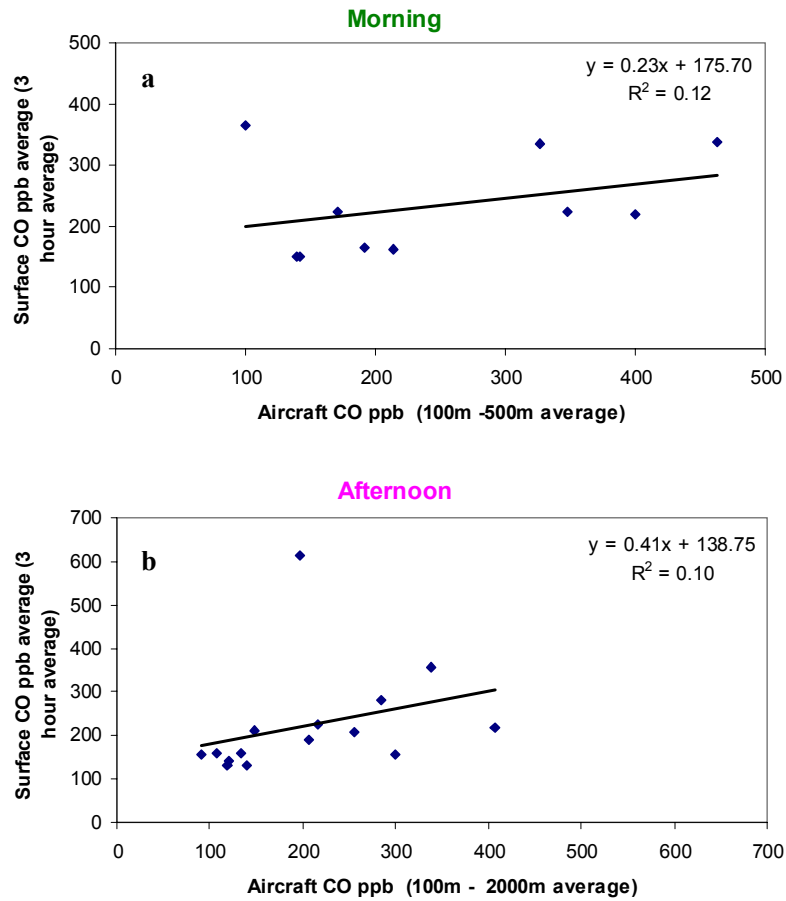 Morning
a
y = 0.23x + 175.70
R² = 0.12
500
400
300
200
100
0
Surface CO ppb average (3
hour average)
0 100 200 300 400 500
Aircraft CO ppb (100m -500m average)
Afternoon
b
y = 0.41x + 138.75
R² = 0.10
700
600
500
400
300
200
100
0
Surface CO ppb average (3
hour average)
0 100 200 300 400 500 600 700
Aircraft CO ppb (100m - 2000m average)